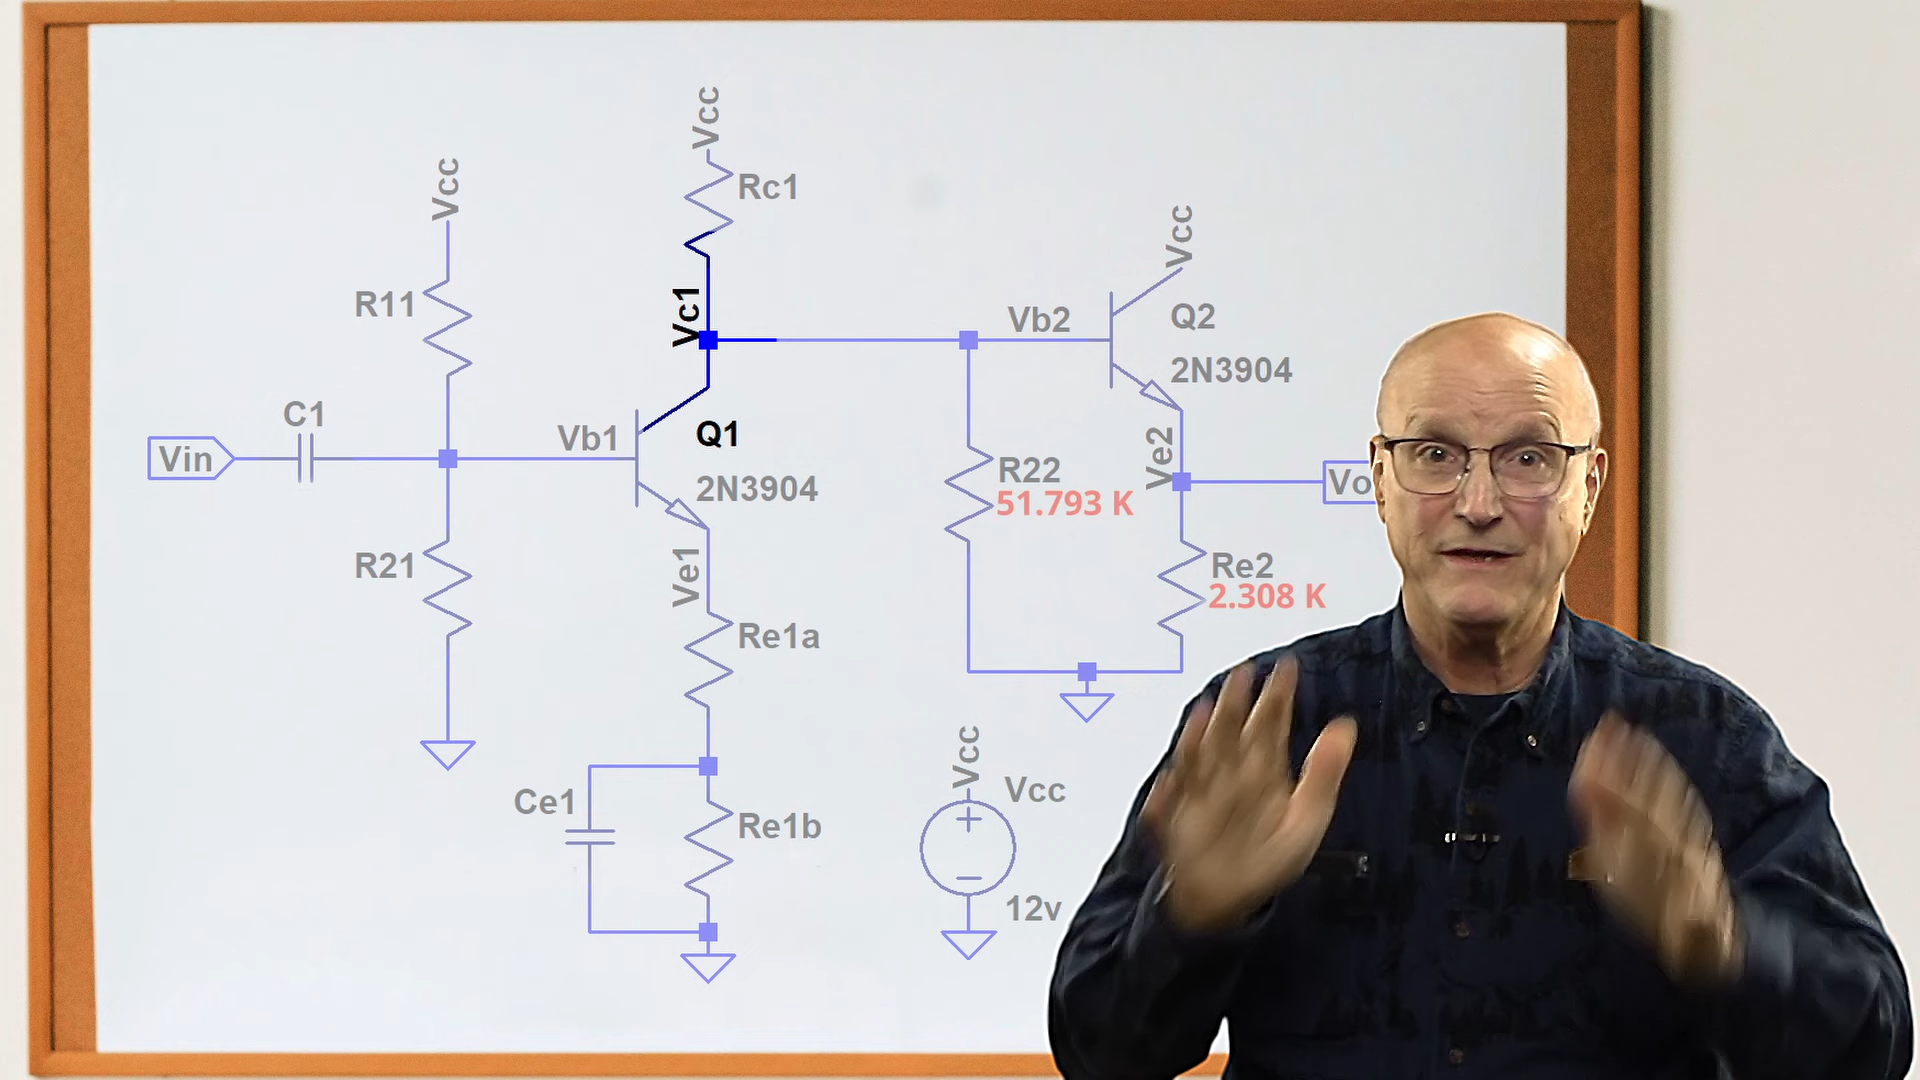 Vcc
Rc1
Vcc
R11
Vc1
Vcc
Vb2
Q2
2N3904
C1
Vin
Vb1
Q1
2N3904
R22
51.793 K
Ve2
Vo
R21
Ve1
Re1a
Re2
2.308 K
Ce1
Re1b
Vcc
Vcc
12v